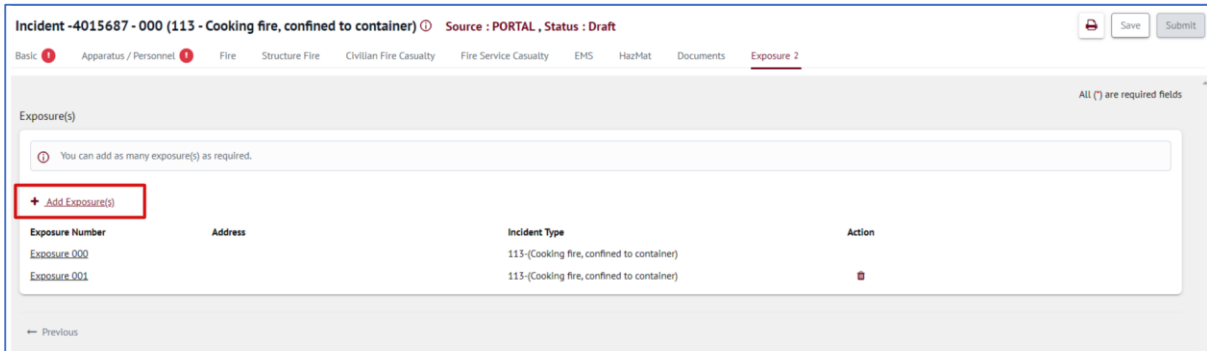 Incident -4015687 - 000 (113 - Cooking fire, confined to container) Source : PORTAL , Status : Draft Save Submit
Basic Apparatus / Personnel Fire Structure Fire Civilian Fire Casualty Fire Service Casualty EMS HazMat Documents Exposure 2
All (*) are required fields
Exposure(s)
You can add as many exposure(s) as required.
+ Add Exposure(s)
Exposure Number Address Incident Type Action
Exposure 000 113-(Cooking fire, confined to container)
Exposure 001 113-(Cooking fire, confined to container)
← Previous